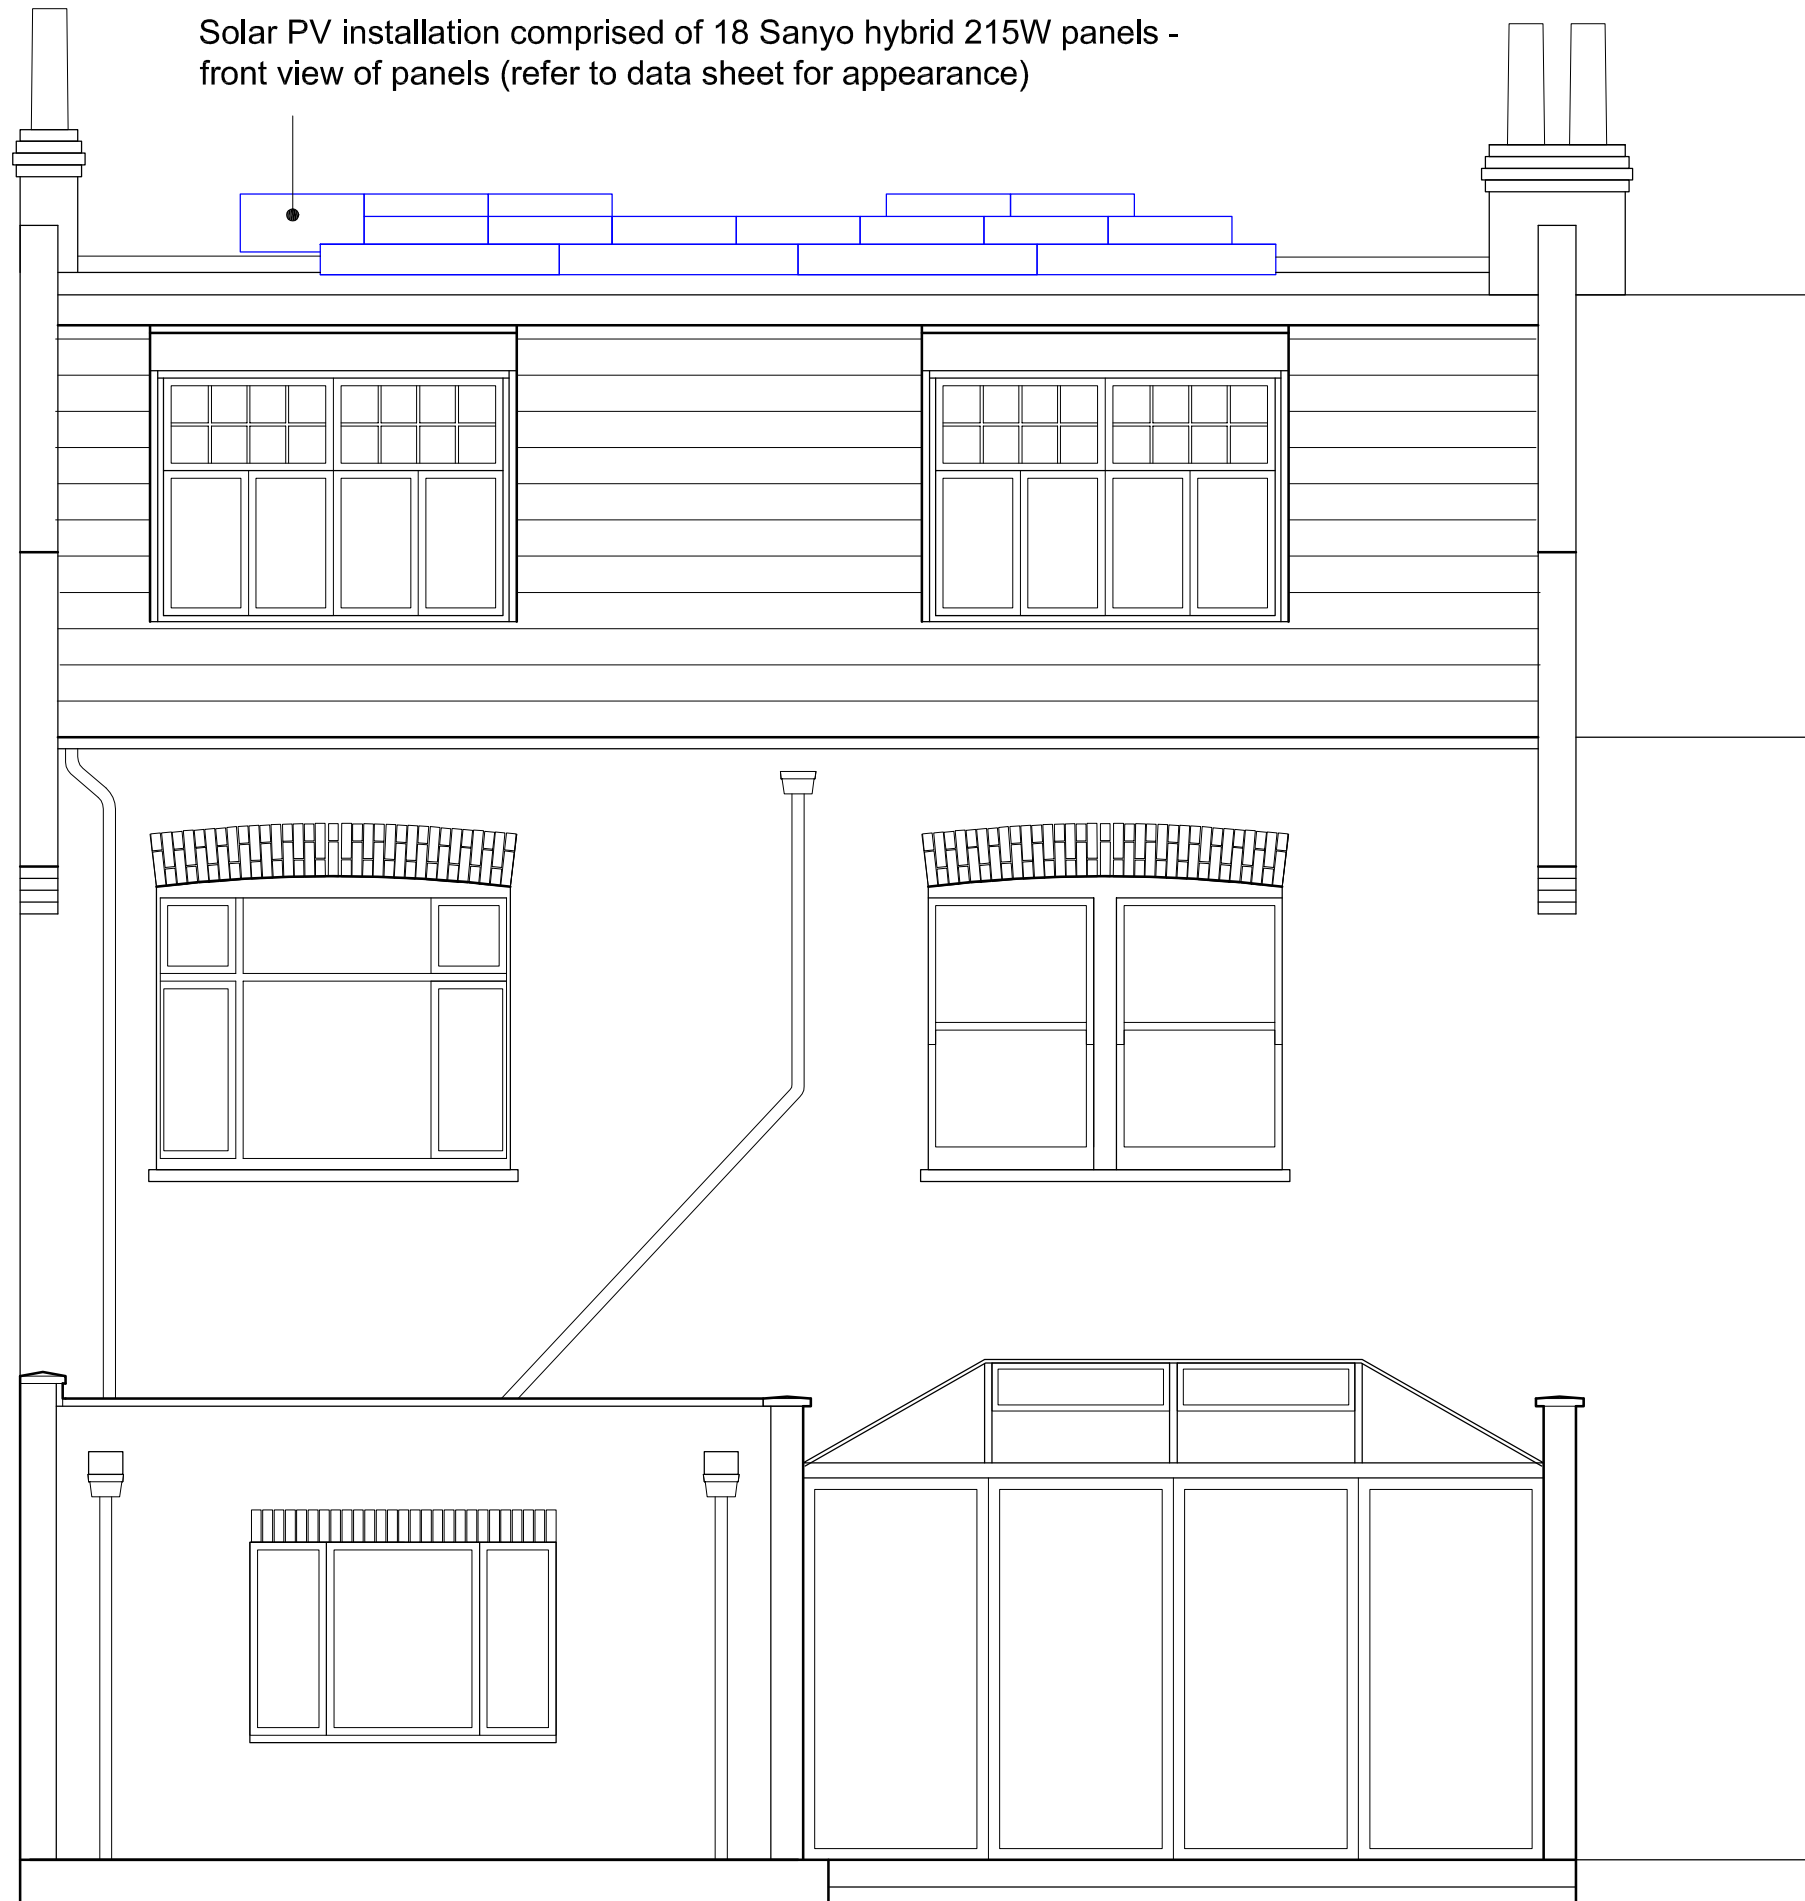 Solar PV installation comprised of 18 Sanyo hybrid 215W panels -
front view of panels (refer to data sheet for appearance)